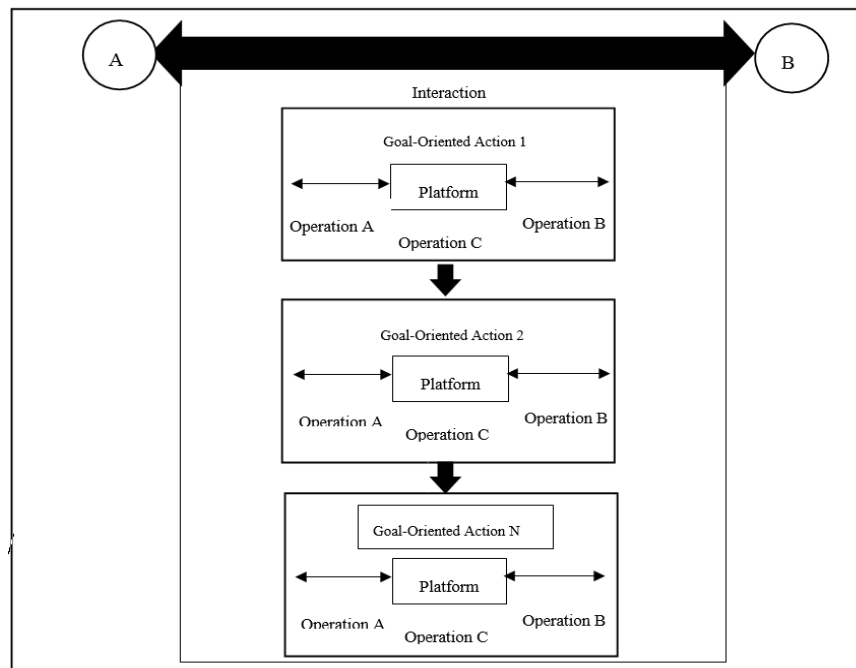 A
B
Interaction
Goal-Oriented Action 1
Platform
Operation A
Operation B
Operation C
Goal-Oriented Action 2
Platform
Operation A
Operation B
Operation C
Goal-Oriented Action N
Platform
Operation A
Operation B
Operation C